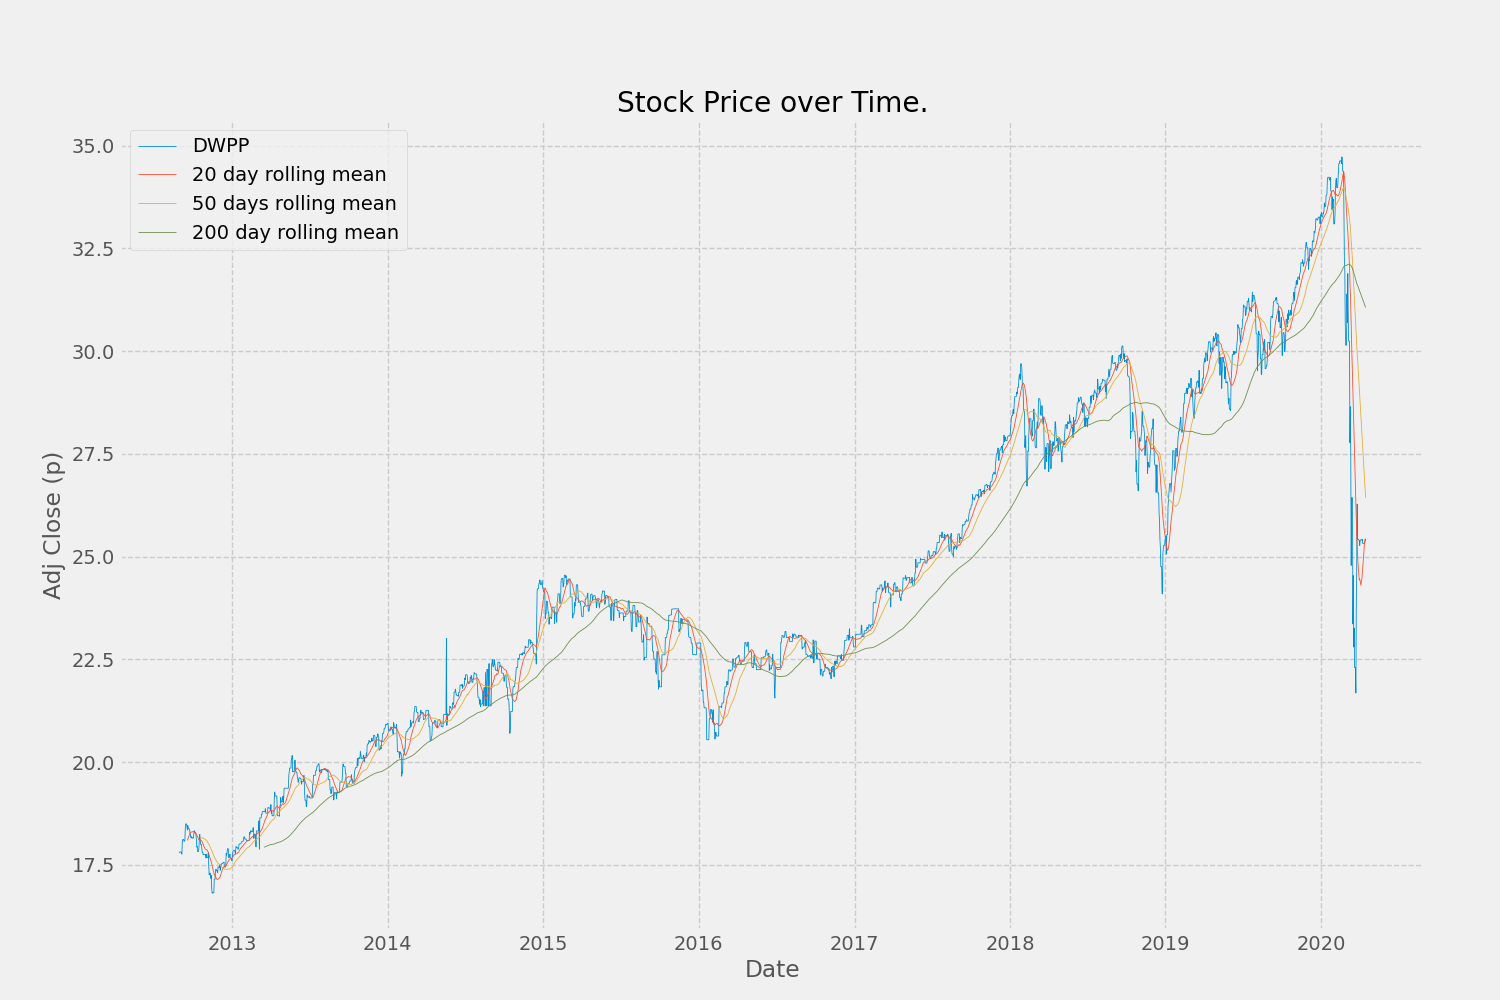 Stock Price over Time.
DWPP
20 day rolling mean
50 days rolling mean
200 day rolling mean
35.0
32.5
30.0
27.5
25.0
22.5
20.0
17.5
Adj Close (p)
2013 2014 2015 2016 2017 2018 2019 2020
Date